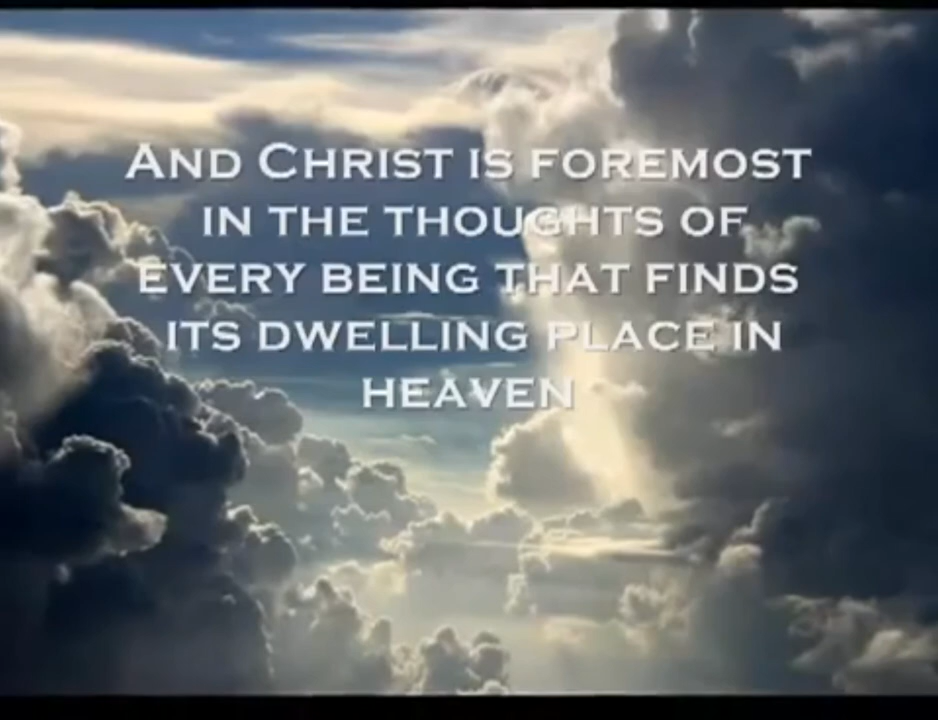 AND CHRIST IS FOREMOST
IN THE THOUGHTS OF
EVERY BEING THAT FINDS
ITS DWELLING PLACE IN
HEAVEN